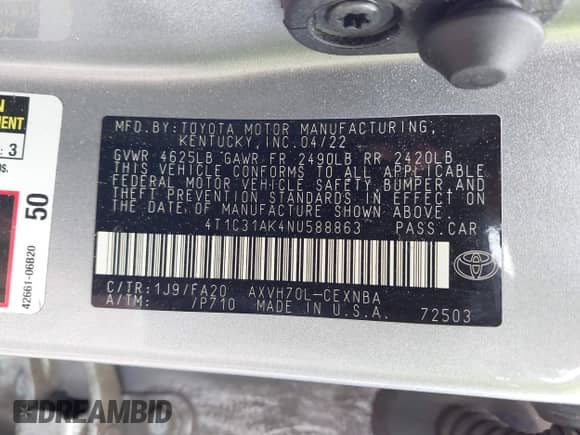 MFD.BY:TOYOTA MOTOR MANUFACTURING,
KENTUCKY,INC.04/22
GVWR 4625LB GAWR FR 2490LB RR 2420LB
THIS VEHICLE CONFORMS TO ALL APPLICABLE
FEDERAL MOTOR VEHICLE SAFETY,BUMPER,AND
THEFT PREVENTION STANDARDS IN EFFECT ON
THE DATE OF MANUFACTURE SHOWN ABOVE.
4T1C31AK4NU588863 PASS.CAR
C/TR:1J9/FA20 AXVH70L-CEXNBA
A/TM: /P710 MADE IN U.S.A. 72503
TOYOTA
: 3
50
42661-06B20
DREAMBID